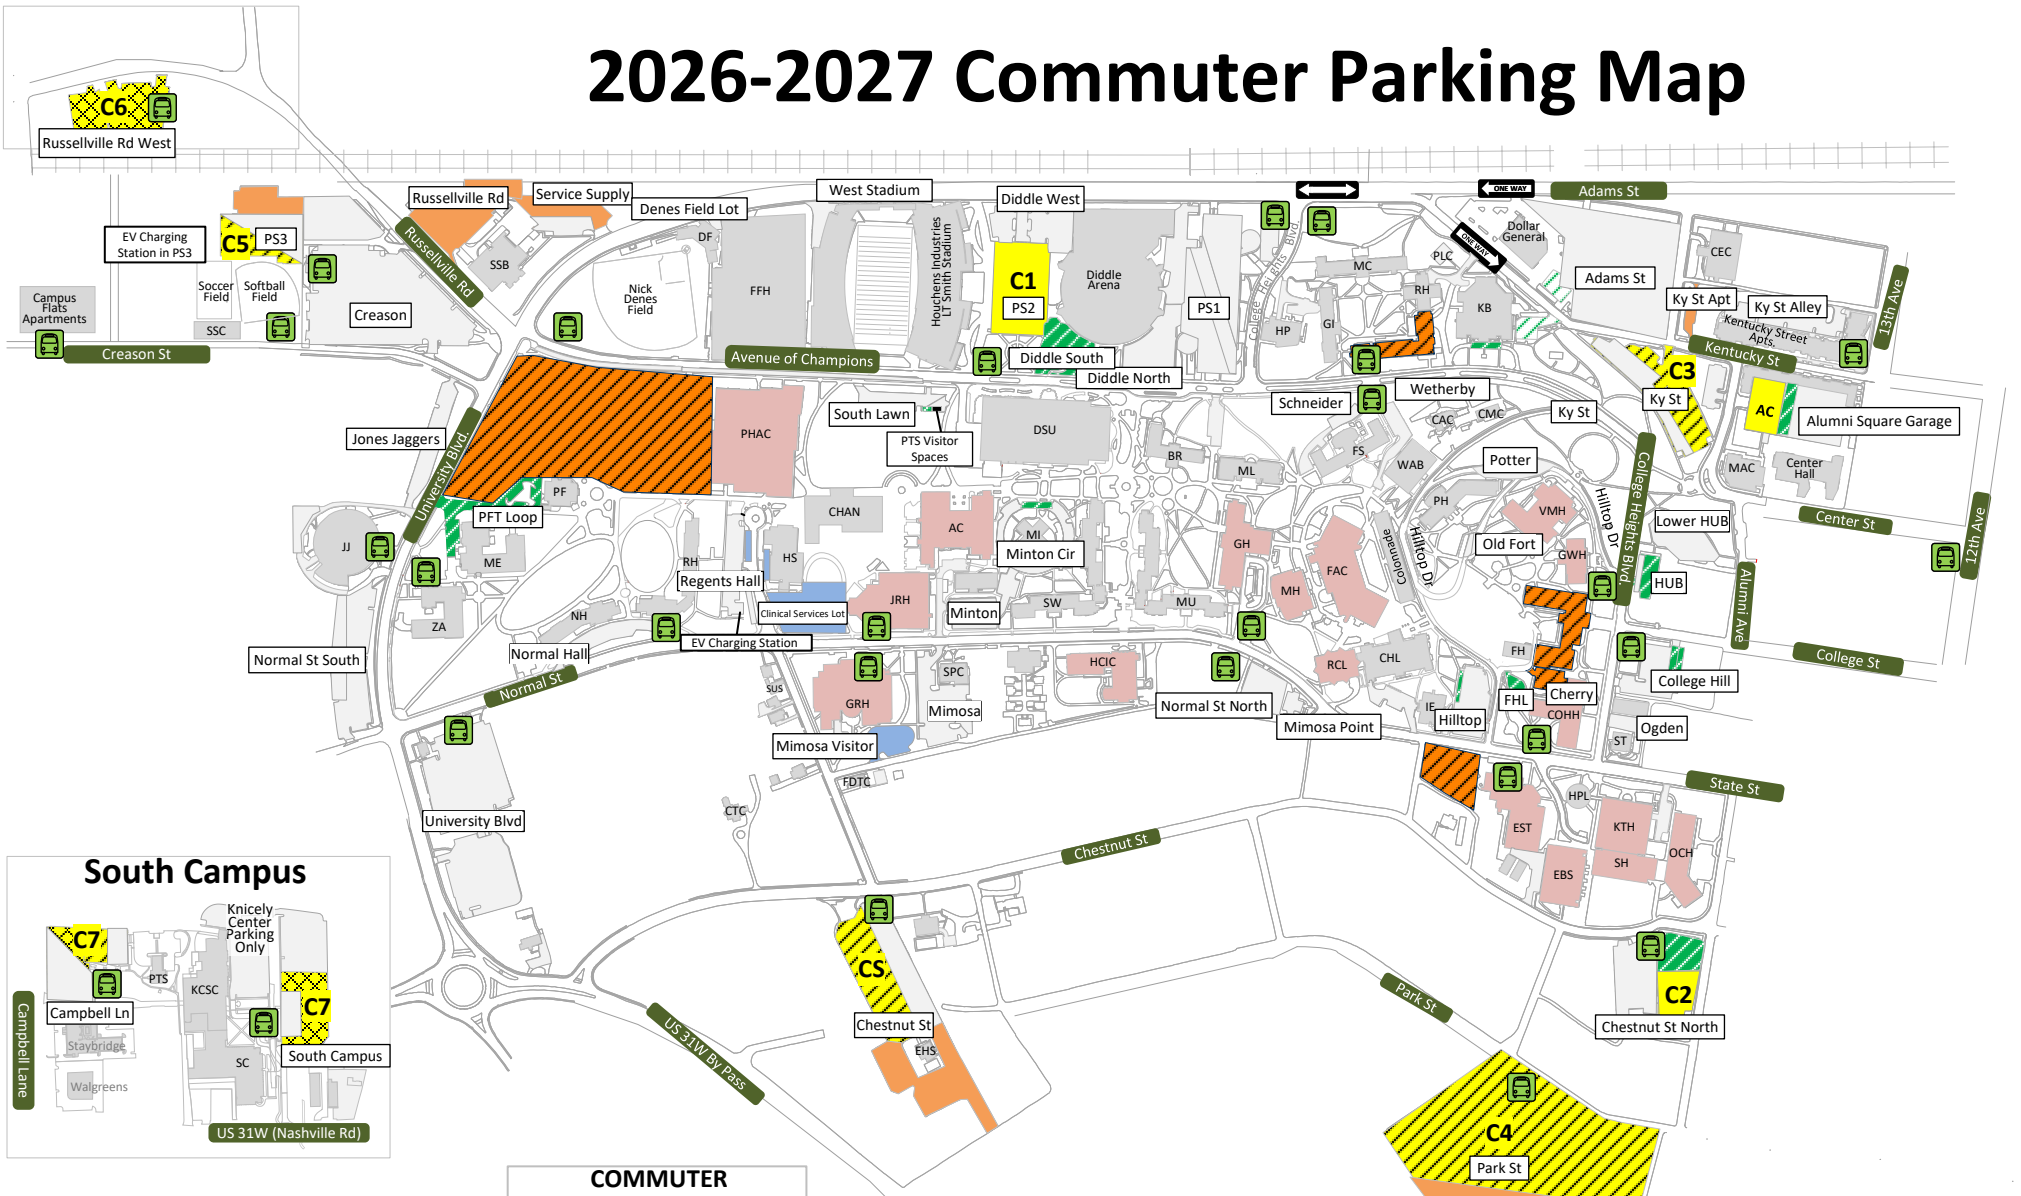 2026-2027 Commuter Parking Map
C6
Russellville Rd West
Russellville Rd
Service Supply
Denes Field Lot
West Stadium
Diddle West
Adams St
ONE WAY
ONE WAY
EV Charging
Station in PS3
C5
PS3
Russellville Rd
SSB
DF
FFH
Nick
Denes
Field
Houchens Industries
LT Smith Stadium
C1
PS2
Diddle
Arena
PS1
College Heights Blvd.
HP
GI
MC
PLC
RH
KB
Dollar
General
Adams St
CEC
Ky St Apt
Ky St Alley
Kentucky Street
Apts.
Kentucky St
13th Ave
Campus
Flats
Apartments
Soccer
Field
Softball
Field
SSC
Creason
Creason St
Avenue of Champions
Diddle South
Diddle North
South Lawn
PTS Visitor
Spaces
DSU
Schneider
Wetherby
CAC
CMC
Ky St
C3
Ky St
AC
Alumni Square Garage
Jones Jaggers
University Blvd.
PHAC
BR
ML
FS
WAB
Potter
PH
MAC
Center
Hall
PF
PFT Loop
CHAN
AC
MI
Minton Cir
GH
FAC
Colonnade
Hilltop Dr
VMH
Old Fort
GWH
Hilltop Dr
College Heights Blvd.
Lower HUB
Center St
12th Ave
JJ
ME
RH
Regents Hall
HS
Clinical Services Lot
JRH
Minton
SW
MU
MH
HUB
Alumni Ave
ZA
NH
Normal Hall
EV Charging Station
Normal St South
Normal St
sus
GRH
SPC
Mimosa
HCIC
Normal St North
RCL
CHL
FH
IE
Hilltop
FHL
Cherry
COHH
College Hill
College St
Ogden
ST
Mimosa Visitor
Mimosa Point
FDTC
CTC
University Blvd
State St
HPL
EST
KTH
SH
OCH
EBS
Chestnut St
South Campus
Knicely
Center
Parking
Only
C7
PTS
KCSC
C7
Campbell Ln
Campbell Lane
Staybridge
Walgreens
SC
South Campus
US 31W (Nashville Rd)
US 31W By Pass
CS
Chestnut St
EHS
Park St
C2
Chestnut St North
C4
Park St
COMMUTER